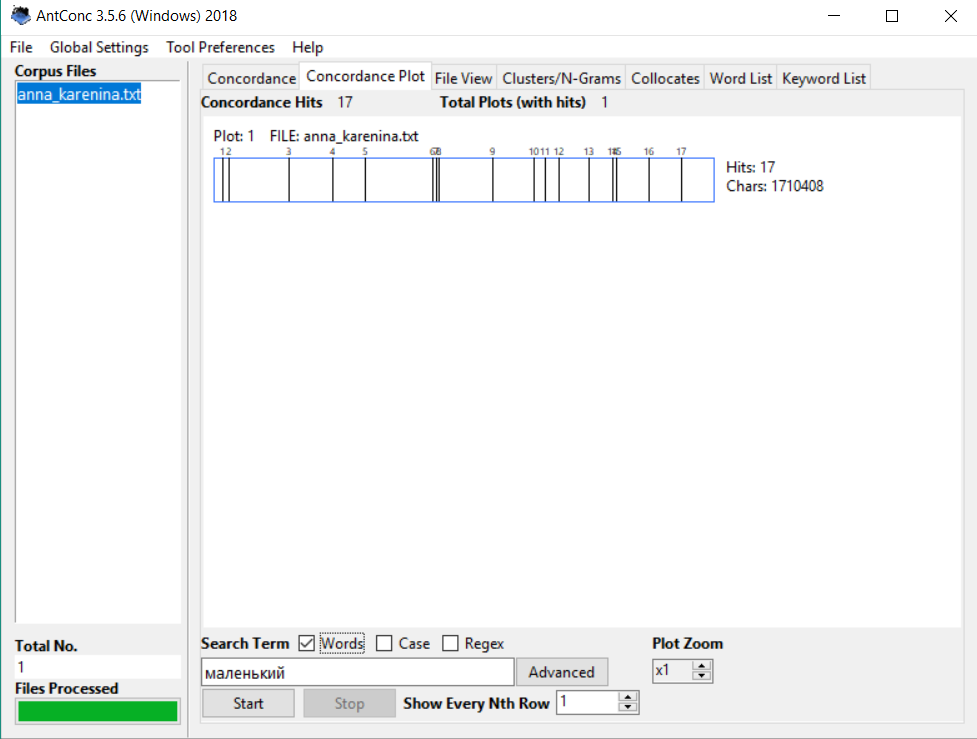 AntConc 3.5.6 (Windows) 2018
File Global Settings Tool Preferences Help
Corpus Files
anna_karenina.txt
Concordance Concordance Plot File View Clusters/N-Grams Collocates Word List Keyword List
Concordance Hits 17 Total Plots (with hits) 1
Plot: 1 FILE: anna_karenina.txt
1 2 3 4 5 6 7 8 9 10 11 12 13 14 15 16 17
Hits: 17
Chars: 1710408
Total No.
1
Files Processed
Search Term Words Case Regex
Plot Zoom
маленький Advanced
x1
Start Stop Show Every Nth Row 1